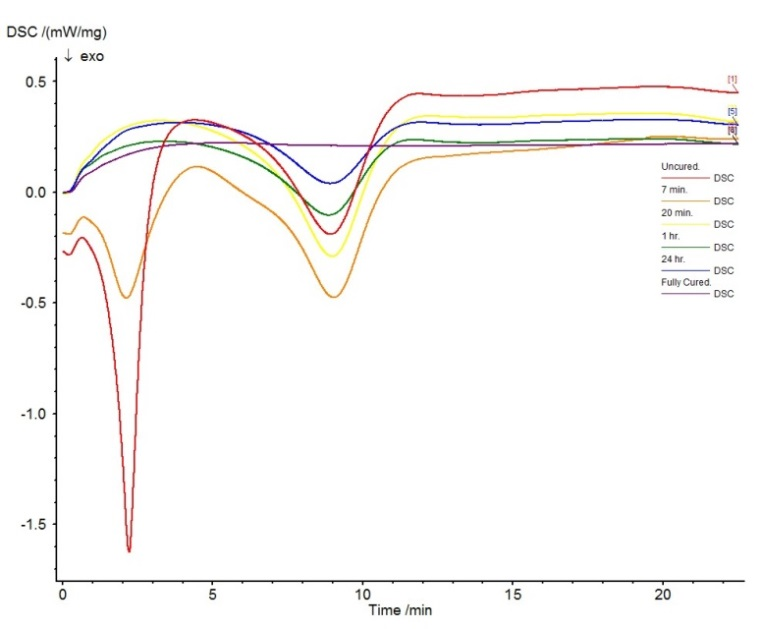 DSC /(mW/mg)
↓ exo
[1]
0.5
[5]
Uncured.
DSC
0.0
7 min.
DSC
20 min.
DSC
1 hr.
DSC
24 hr.
DSC
Fully Cured.
DSC
-0.5
-1.0
-1.5
0
5
10
15
20
Time /min